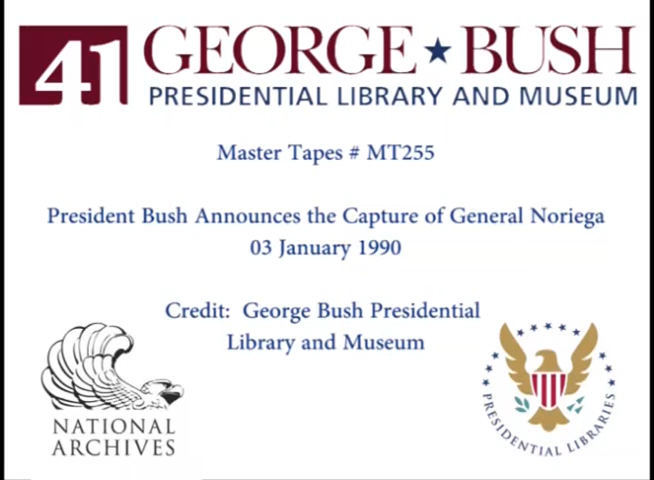 41 GEORGE ★ BUSH
PRESIDENTIAL LIBRARY AND MUSEUM
Master Tapes # MT255
President Bush Announces the Capture of General Noriega
03 January 1990
Credit: George Bush Presidential
Library and Museum
NATIONAL
ARCHIVES
PRESIDENTIAL LIBRARIES